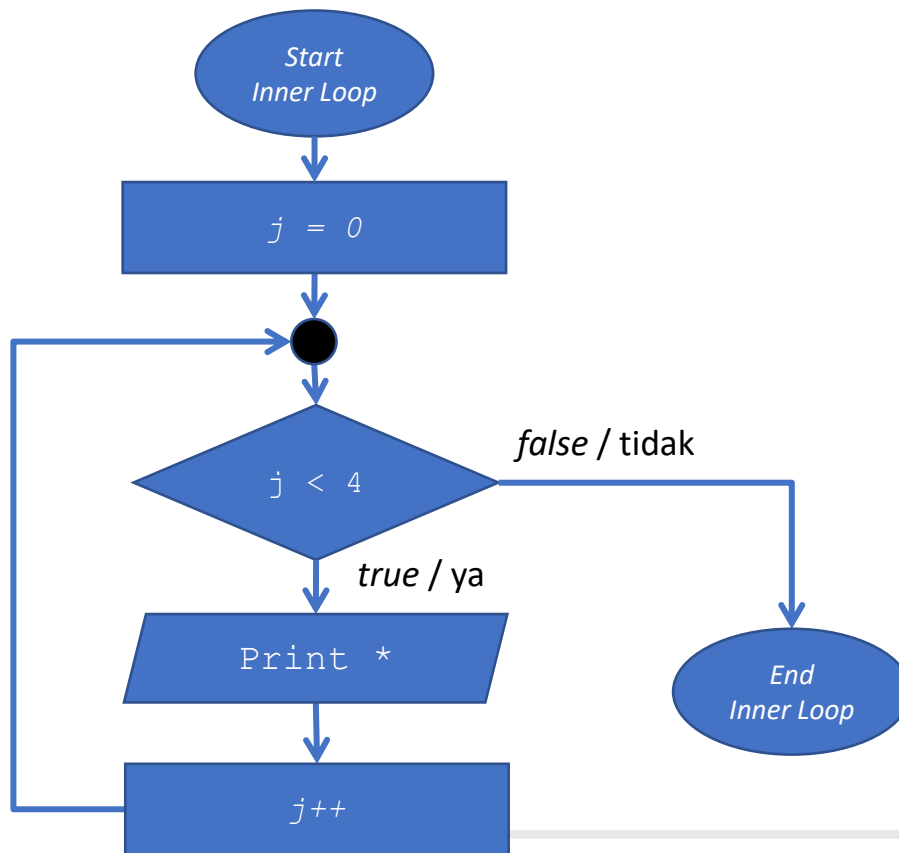 Start
Inner Loop
j = 0
j < 4
false / tidak
true / ya
Print *
End
Inner Loop
j++